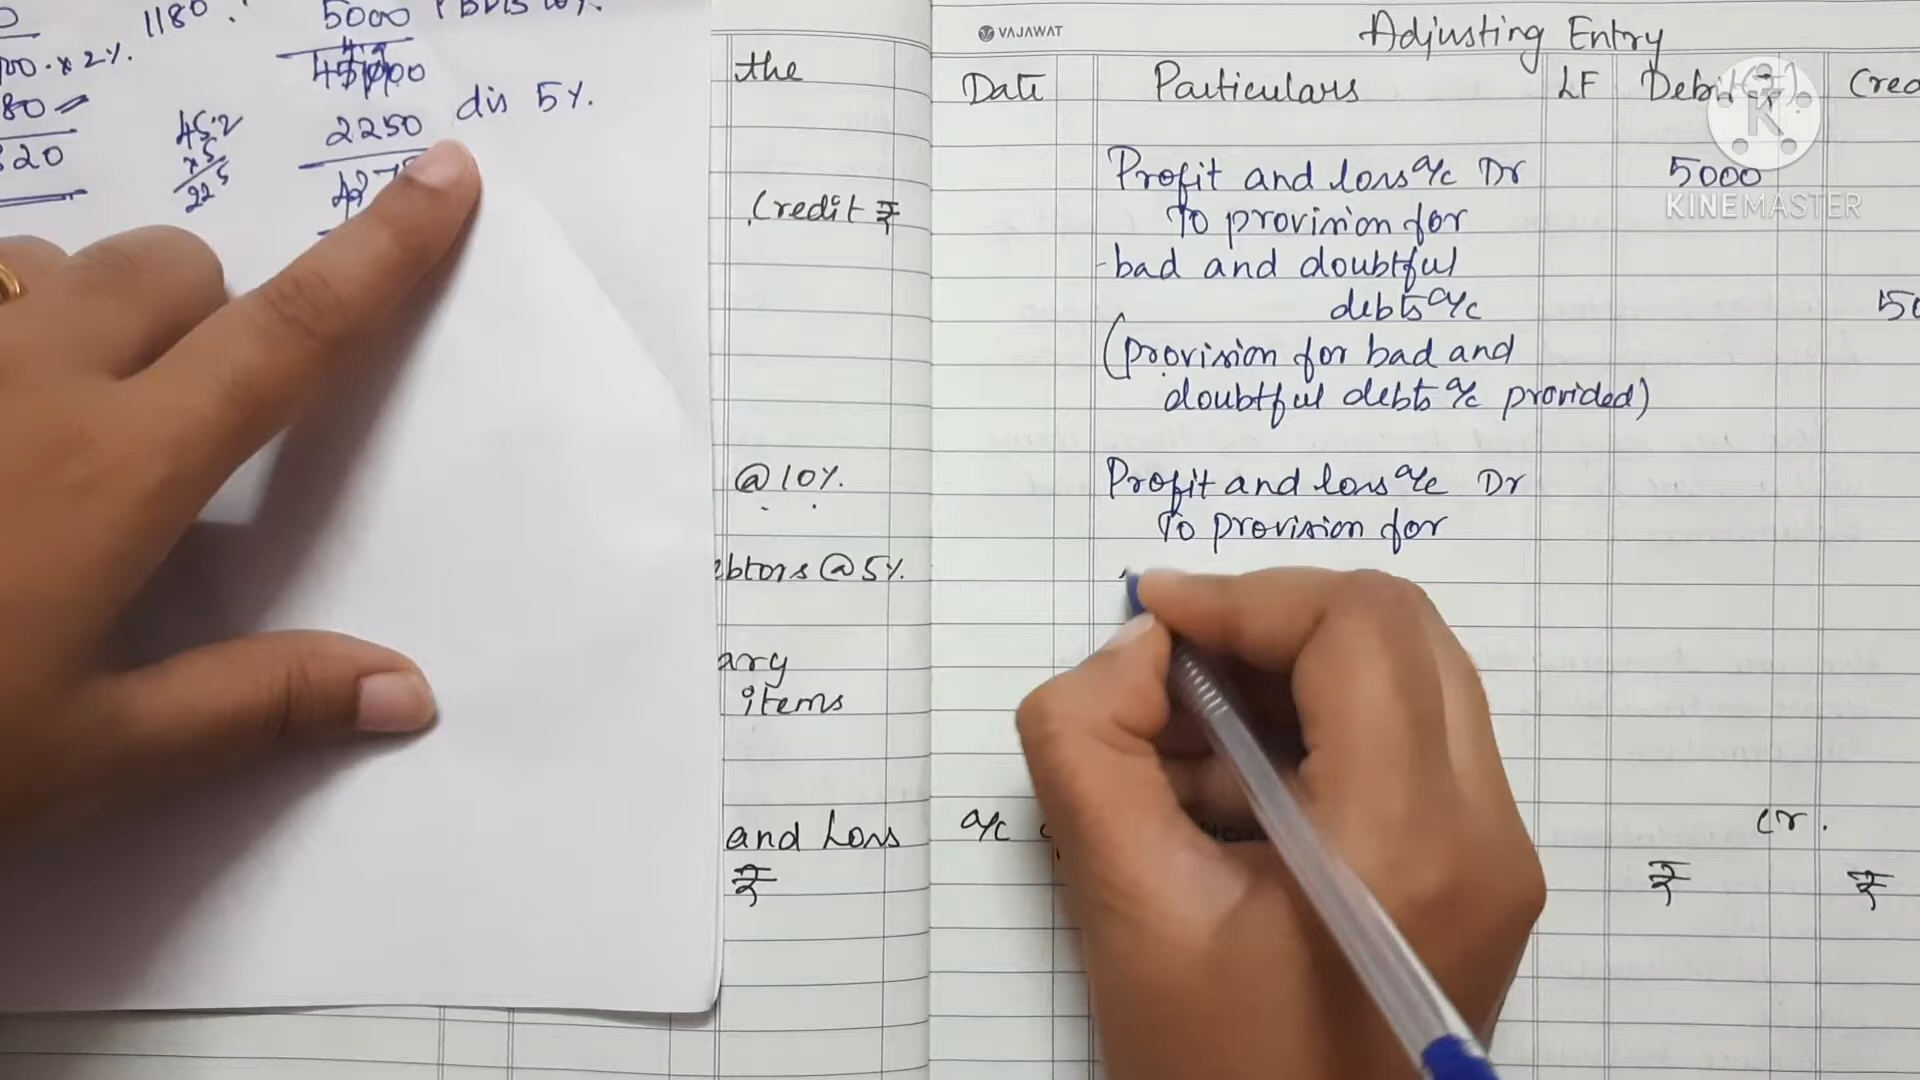 1180.
5000
00.x 2%.
45000
80
dis 5%.
2250
45.2
x5
225
20
the
Credit ₹
@10%.
ebtors @ 5%.
ary
items
and Loss
₹
VAJAWAT
Adjusting Entry
Date Particulars LF Debit(₹) Cred
Profit and loss a/c Dr 5000
To provision for
bad and doubtful
debts a/c 50
(provision for bad and
doubtful debts a/c provided)
Profit and loss a/c Dr
To provision for
a/c
Cr.
₹ ₹
K
KINEMASTER